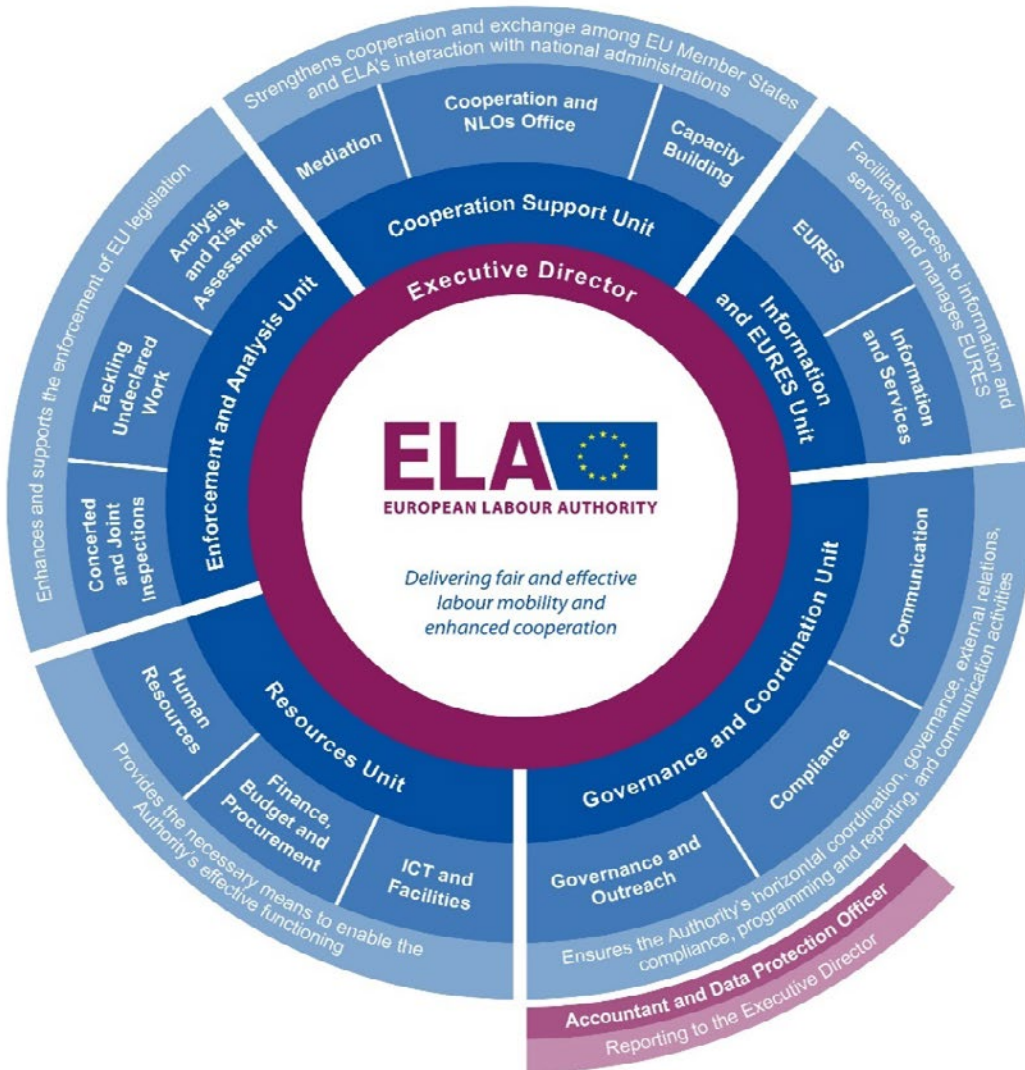 Strengthens cooperation and exchange among EU Member States
and ELA's interaction with national administrations
Mediation
Cooperation and
NLOs Office
Capacity
Building
Cooperation Support Unit
Facilitates access to information and
services and manages EURES
EURES
Information
and Services
Information
and EURES Unit
Ensures the Authority's horizontal coordination, governance, external relations,
compliance, programming and reporting, and communication activities
Communication
Compliance
Governance and
Outreach
Governance and Coordination Unit
Accountant and Data Protection Officer
Reporting to the Executive Director
Provides the necessary means to enable the
Authority's effective functioning
Human
Resources
Finance,
Budget and
Procurement
ICT and
Facilities
Resources Unit
Enhances and supports the enforcement of EU legislation
Analysis
and Risk
Assessment
Tackling
Undeclared
Work
Concerted
and Joint
Inspections
Enforcement and Analysis Unit
Executive Director
ELA
EUROPEAN LABOUR AUTHORITY
Delivering fair and effective
labour mobility and
enhanced cooperation